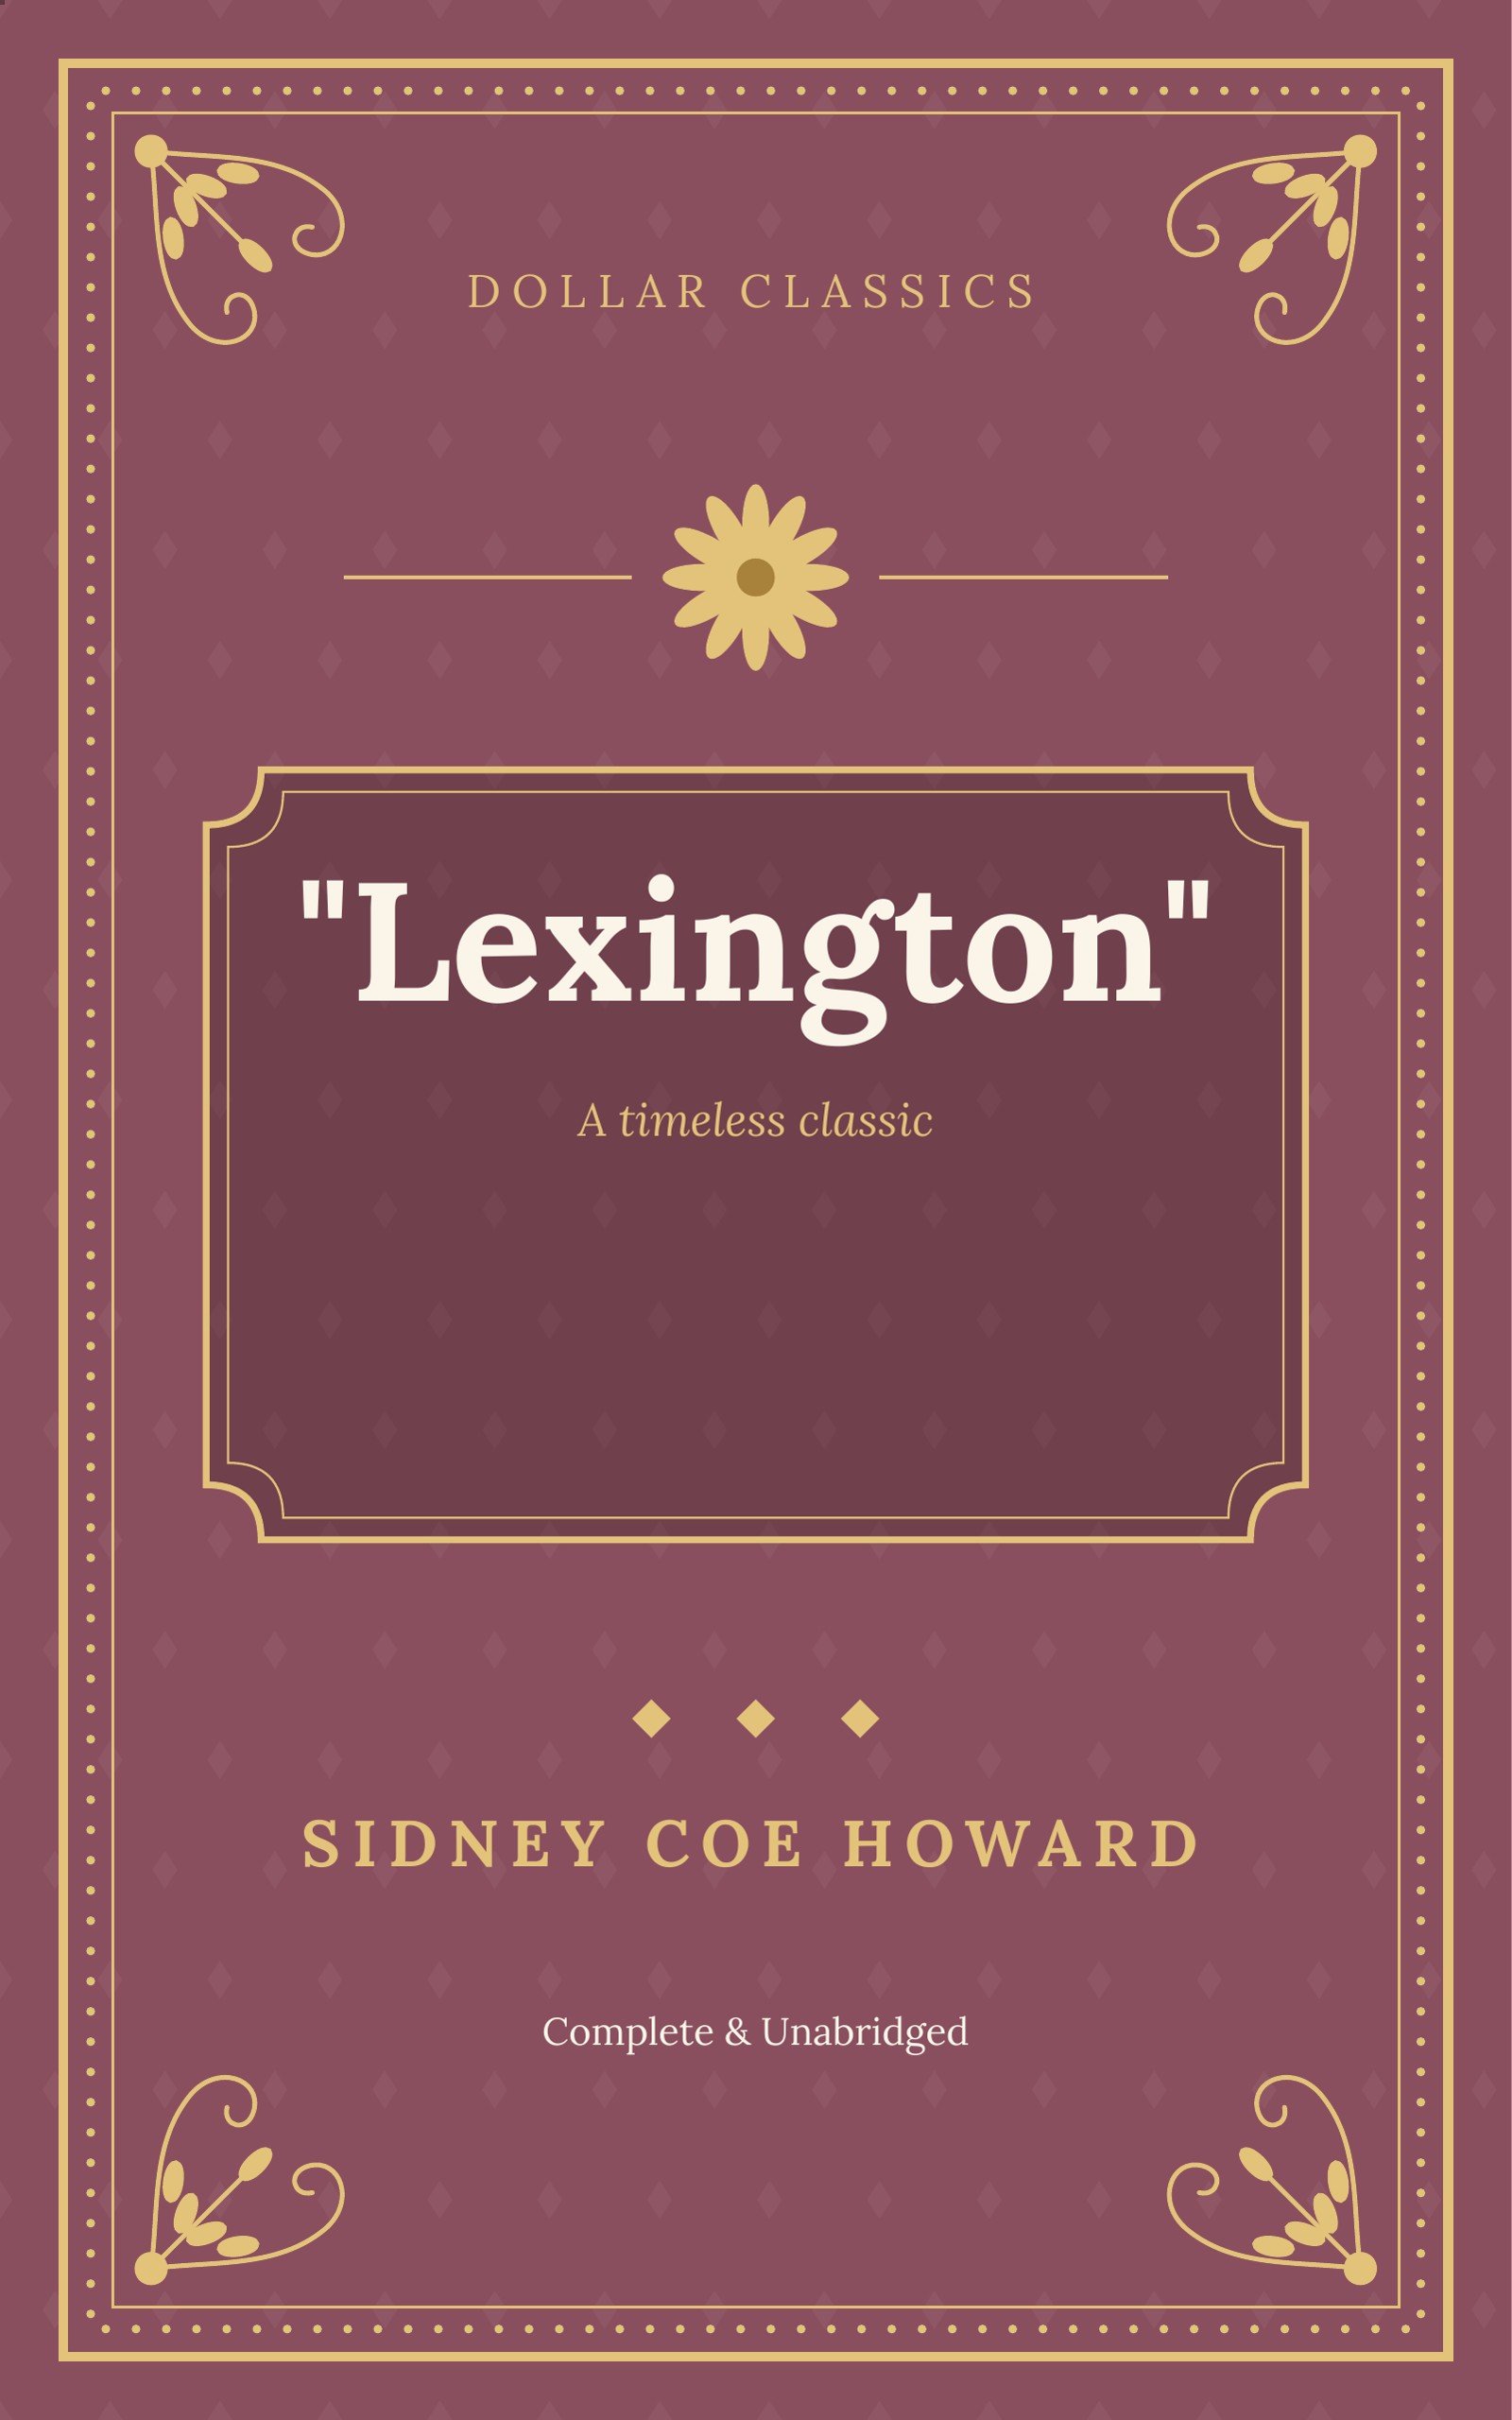 DOLLAR CLASSICS
"Lexington"
A timeless classic
SIDNEY COE HOWARD
Complete & Unabridged